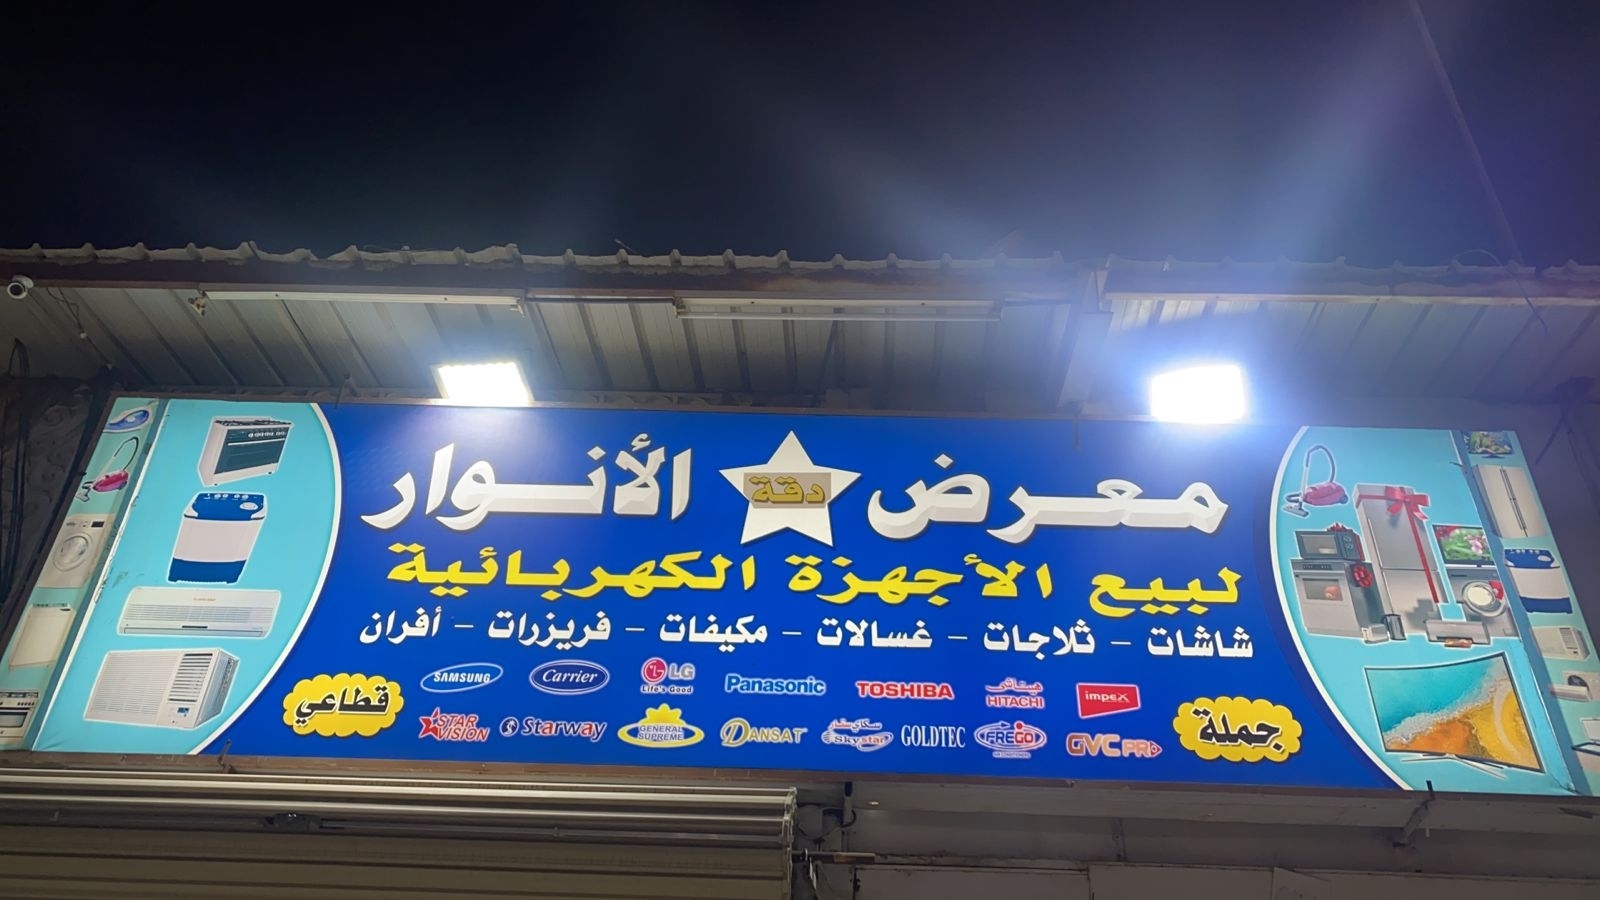 معرض دقة الأنوار
لبيع الأجهزة الكهربائية
شاشات - ثلاجات - غسالات - مكيفات - فريزرات - أفران
جملة
قطاعي
SAMSUNG Carrier LG Life's Good Panasonic TOSHIBA هيتاشي HITACHI impex
STAR VISION Starway GENERAL SUPREME DANSAT سكاي ستار Skystar GOLDTEC FREGO GVC PRO